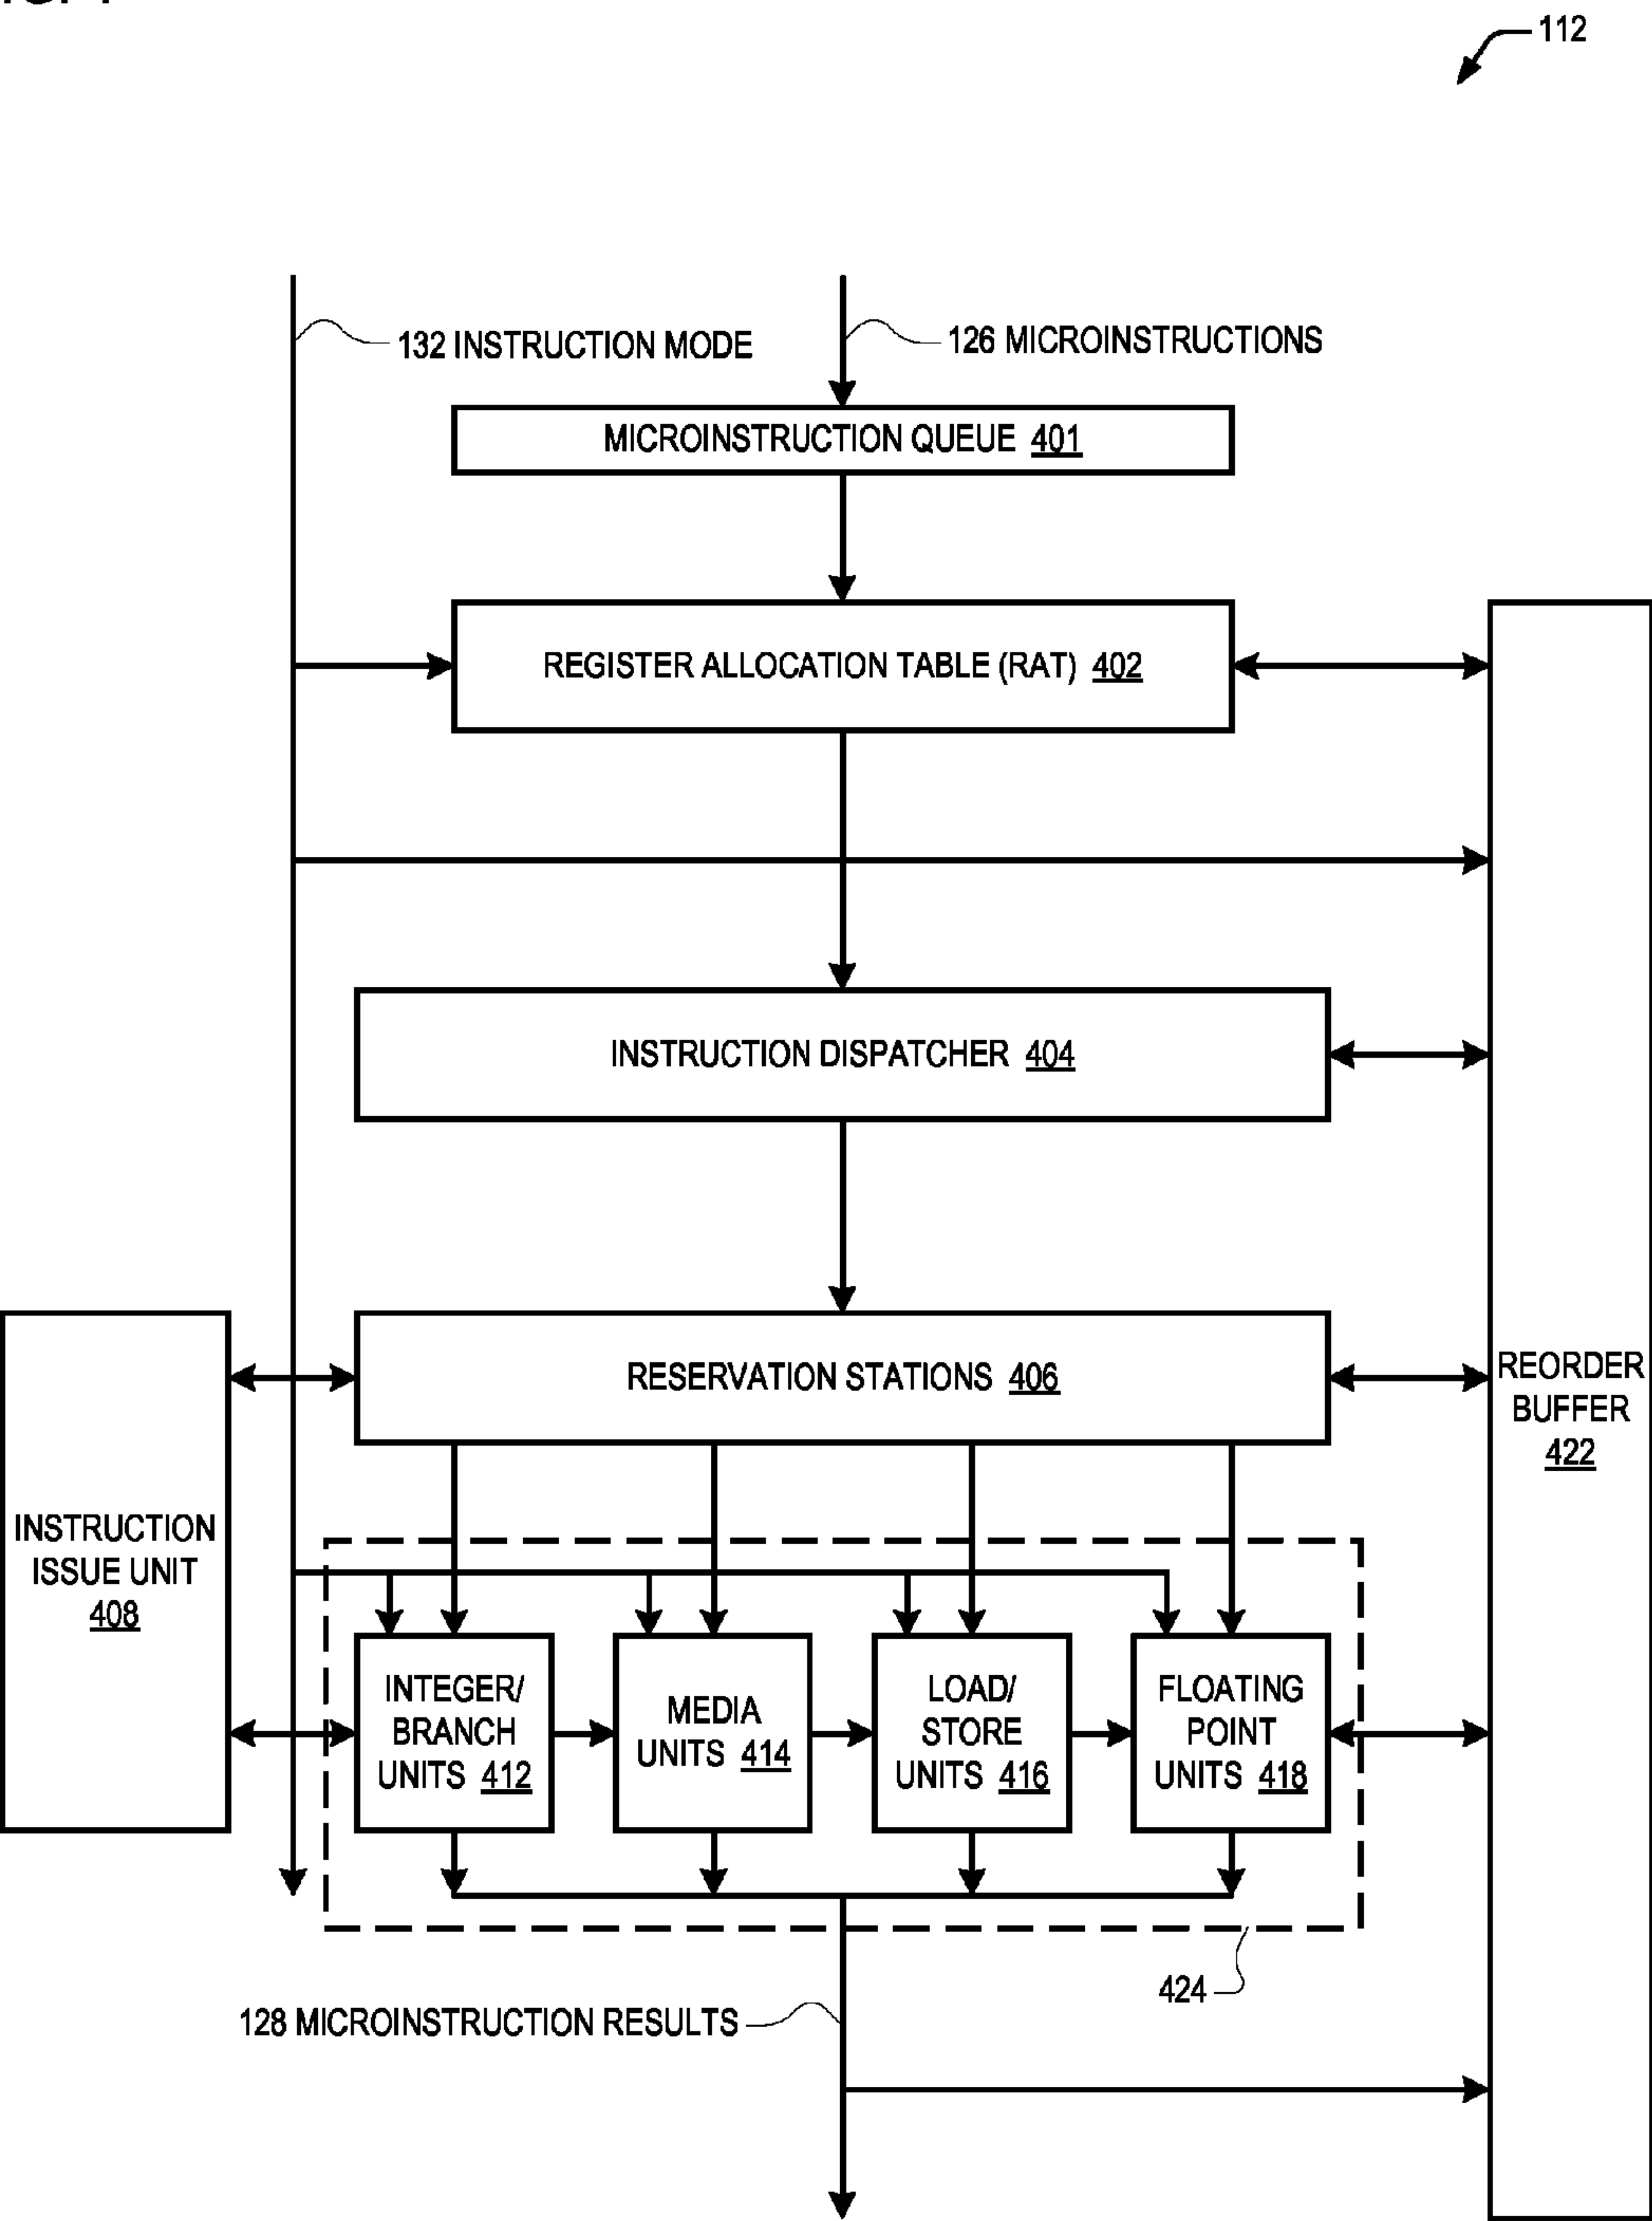 112
132 INSTRUCTION MODE
126 MICROINSTRUCTIONS
MICROINSTRUCTION QUEUE 401
REGISTER ALLOCATION TABLE (RAT) 402
INSTRUCTION DISPATCHER 404
RESERVATION STATIONS 406
REORDER
BUFFER
422
INSTRUCTION
ISSUE UNIT
408
INTEGER/
BRANCH
UNITS 412
MEDIA
UNITS 414
LOAD/
STORE
UNITS 416
FLOATING
POINT
UNITS 418
424
128 MICROINSTRUCTION RESULTS